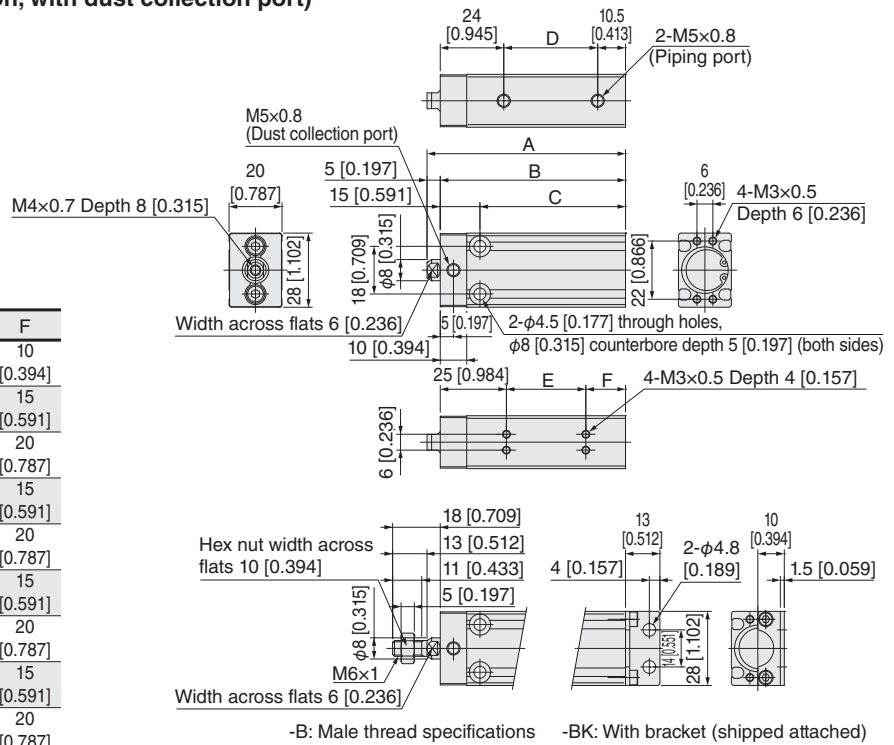 on, with dust collection port)
24
[0.945]
D
10.5
[0.413]
2-M5×0.8
(Piping port)
M5×0.8
(Dust collection port)
A
5 [0.197]
B
15 [0.591]
C
20
[0.787]
6
[0.236]
4-M3×0.5
Depth 6 [0.236]
M4×0.7 Depth 8 [0.315]
28 [1.102]
18 [0.709]
φ8 [0.315]
22 [0.866]
Width across flats 6 [0.236]
5 [0.197]
2-φ4.5 [0.177] through holes,
φ8 [0.315] counterbore depth 5 [0.197] (both sides)
10 [0.394]
25 [0.984]
E
F
4-M3×0.5 Depth 4 [0.157]
6 [0.236]
F
10
[0.394]
15
[0.591]
20
[0.787]
15
[0.591]
20
[0.787]
15
[0.591]
20
[0.787]
15
[0.591]
20
[0.787]
18 [0.709]
Hex nut width across
flats 10 [0.394]
13 [0.512]
11 [0.433]
5 [0.197]
φ8 [0.315]
M6×1
Width across flats 6 [0.236]
13
[0.512]
4 [0.157]
2-φ4.8
[0.189]
10
[0.394]
1.5 [0.059]
14 [0.551]
28 [1.102]
-B: Male thread specifications
-BK: With bracket (shipped attached)